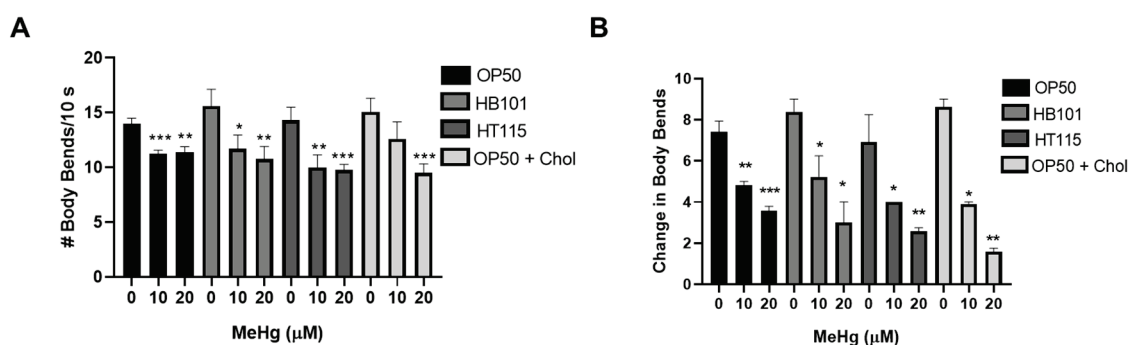 A
# Body Bends/10 s
20
15
10
5
0
*** ** * ** ** *** ***
0 10 20 0 10 20 0 10 20 0 10 20
MeHg (μM)
OP50
HB101
HT115
OP50 + Chol
B
Change in Body Bends
10
8
6
4
2
0
** *** * * * ** * **
0 10 20 0 10 20 0 10 20 0 10 20
MeHg (μM)
OP50
HB101
HT115
OP50 + Chol